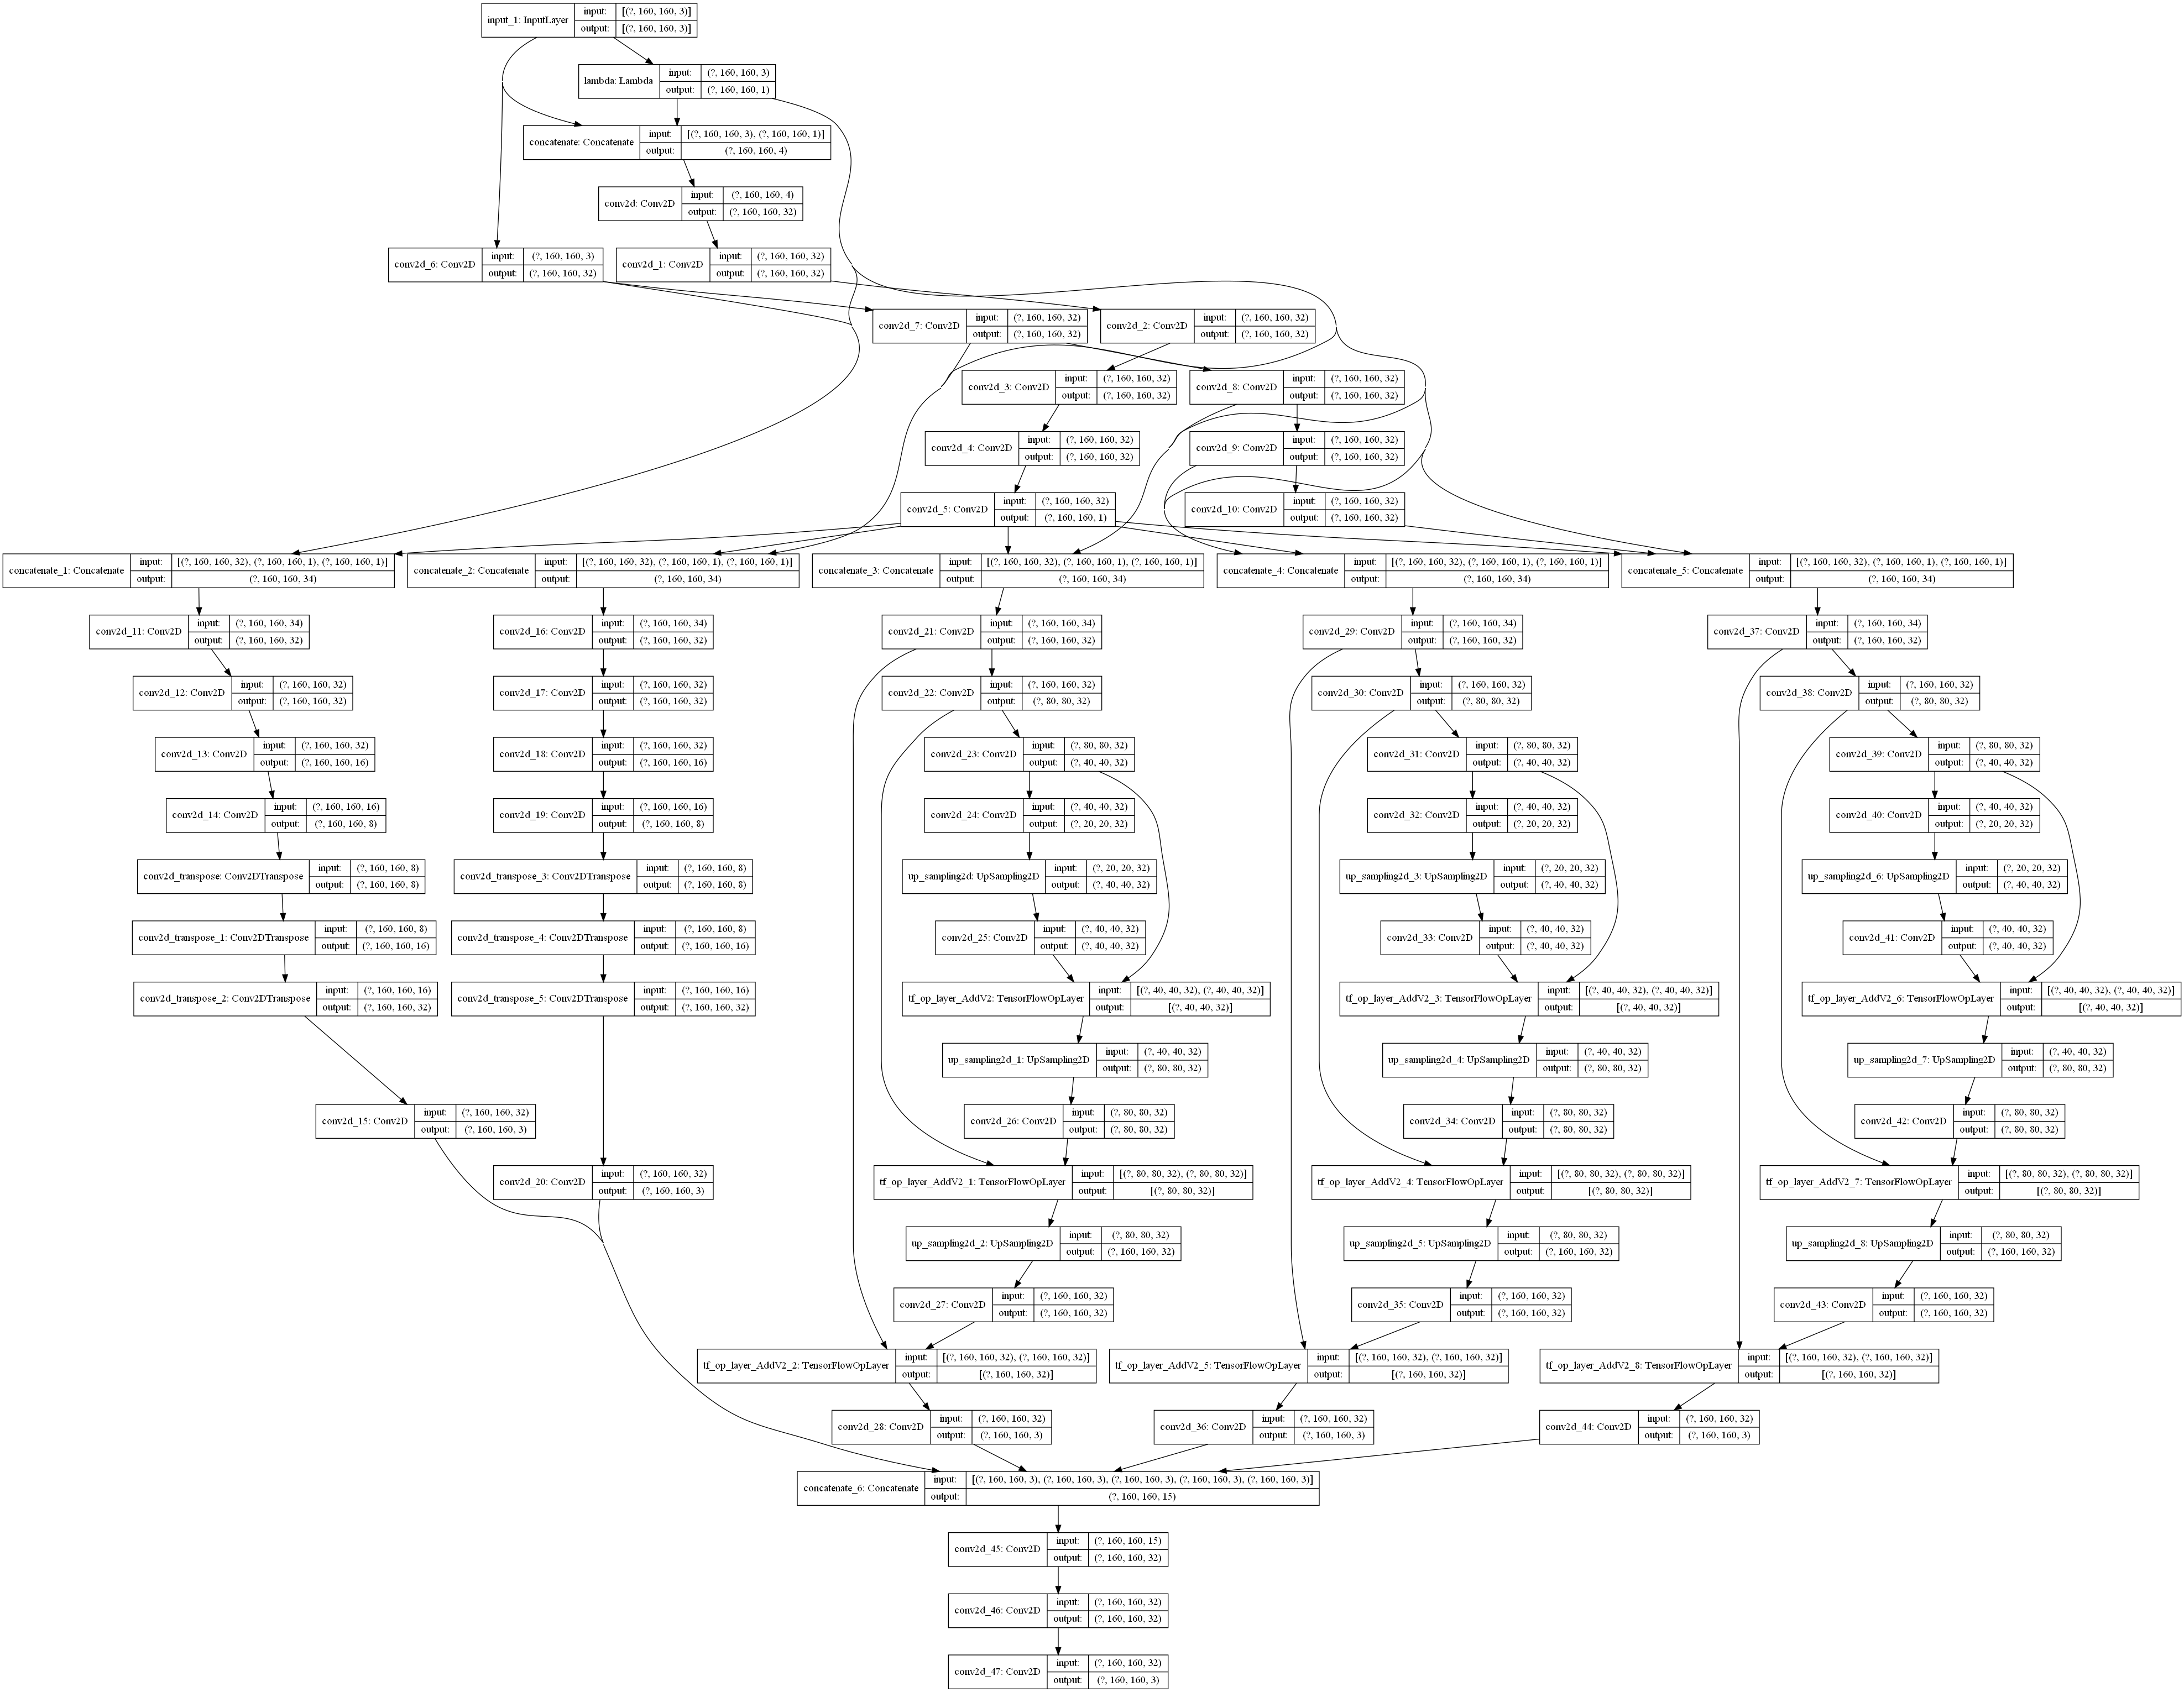 input_1: InputLayer input: [(?, 160, 160, 3)]
output: [(?, 160, 160, 3)]
lambda: Lambda input: (?, 160, 160, 3)
output: (?, 160, 160, 1)
concatenate: Concatenate input: [(?, 160, 160, 3), (?, 160, 160, 1)]
output: (?, 160, 160, 4)
conv2d: Conv2D input: (?, 160, 160, 4)
output: (?, 160, 160, 32)
conv2d_6: Conv2D input: (?, 160, 160, 3)
output: (?, 160, 160, 32)
conv2d_1: Conv2D input: (?, 160, 160, 32)
output: (?, 160, 160, 32)
conv2d_7: Conv2D input: (?, 160, 160, 32)
output: (?, 160, 160, 32)
conv2d_2: Conv2D input: (?, 160, 160, 32)
output: (?, 160, 160, 32)
conv2d_3: Conv2D input: (?, 160, 160, 32)
output: (?, 160, 160, 32)
conv2d_8: Conv2D input: (?, 160, 160, 32)
output: (?, 160, 160, 32)
conv2d_4: Conv2D input: (?, 160, 160, 32)
output: (?, 160, 160, 32)
conv2d_9: Conv2D input: (?, 160, 160, 32)
output: (?, 160, 160, 32)
conv2d_5: Conv2D input: (?, 160, 160, 32)
output: (?, 160, 160, 1)
conv2d_10: Conv2D input: (?, 160, 160, 32)
output: (?, 160, 160, 32)
concatenate_1: Concatenate input: [(?, 160, 160, 32), (?, 160, 160, 1), (?, 160, 160, 1)]
output: (?, 160, 160, 34)
concatenate_2: Concatenate input: [(?, 160, 160, 32), (?, 160, 160, 1), (?, 160, 160, 1)]
output: (?, 160, 160, 34)
concatenate_3: Concatenate input: [(?, 160, 160, 32), (?, 160, 160, 1), (?, 160, 160, 1)]
output: (?, 160, 160, 34)
concatenate_4: Concatenate input: [(?, 160, 160, 32), (?, 160, 160, 1), (?, 160, 160, 1)]
output: (?, 160, 160, 34)
concatenate_5: Concatenate input: [(?, 160, 160, 32), (?, 160, 160, 1), (?, 160, 160, 1)]
output: (?, 160, 160, 34)
conv2d_11: Conv2D input: (?, 160, 160, 34)
output: (?, 160, 160, 32)
conv2d_16: Conv2D input: (?, 160, 160, 34)
output: (?, 160, 160, 32)
conv2d_21: Conv2D input: (?, 160, 160, 34)
output: (?, 160, 160, 32)
conv2d_29: Conv2D input: (?, 160, 160, 34)
output: (?, 160, 160, 32)
conv2d_37: Conv2D input: (?, 160, 160, 34)
output: (?, 160, 160, 32)
conv2d_12: Conv2D input: (?, 160, 160, 32)
output: (?, 160, 160, 32)
conv2d_17: Conv2D input: (?, 160, 160, 32)
output: (?, 160, 160, 32)
conv2d_22: Conv2D input: (?, 160, 160, 32)
output: (?, 80, 80, 32)
conv2d_30: Conv2D input: (?, 160, 160, 32)
output: (?, 80, 80, 32)
conv2d_38: Conv2D input: (?, 160, 160, 32)
output: (?, 80, 80, 32)
conv2d_13: Conv2D input: (?, 160, 160, 32)
output: (?, 160, 160, 16)
conv2d_18: Conv2D input: (?, 160, 160, 32)
output: (?, 160, 160, 16)
conv2d_23: Conv2D input: (?, 80, 80, 32)
output: (?, 40, 40, 32)
conv2d_31: Conv2D input: (?, 80, 80, 32)
output: (?, 40, 40, 32)
conv2d_39: Conv2D input: (?, 80, 80, 32)
output: (?, 40, 40, 32)
conv2d_14: Conv2D input: (?, 160, 160, 16)
output: (?, 160, 160, 8)
conv2d_19: Conv2D input: (?, 160, 160, 16)
output: (?, 160, 160, 8)
conv2d_24: Conv2D input: (?, 40, 40, 32)
output: (?, 20, 20, 32)
conv2d_32: Conv2D input: (?, 40, 40, 32)
output: (?, 20, 20, 32)
conv2d_40: Conv2D input: (?, 40, 40, 32)
output: (?, 20, 20, 32)
conv2d_transpose: Conv2DTranspose input: (?, 160, 160, 8)
output: (?, 160, 160, 8)
conv2d_transpose_3: Conv2DTranspose input: (?, 160, 160, 8)
output: (?, 160, 160, 8)
up_sampling2d: UpSampling2D input: (?, 20, 20, 32)
output: (?, 40, 40, 32)
up_sampling2d_3: UpSampling2D input: (?, 20, 20, 32)
output: (?, 40, 40, 32)
up_sampling2d_6: UpSampling2D input: (?, 20, 20, 32)
output: (?, 40, 40, 32)
conv2d_transpose_1: Conv2DTranspose input: (?, 160, 160, 8)
output: (?, 160, 160, 16)
conv2d_transpose_4: Conv2DTranspose input: (?, 160, 160, 8)
output: (?, 160, 160, 16)
conv2d_25: Conv2D input: (?, 40, 40, 32)
output: (?, 40, 40, 32)
conv2d_33: Conv2D input: (?, 40, 40, 32)
output: (?, 40, 40, 32)
conv2d_41: Conv2D input: (?, 40, 40, 32)
output: (?, 40, 40, 32)
conv2d_transpose_2: Conv2DTranspose input: (?, 160, 160, 16)
output: (?, 160, 160, 32)
conv2d_transpose_5: Conv2DTranspose input: (?, 160, 160, 16)
output: (?, 160, 160, 32)
tf_op_layer_AddV2: TensorFlowOpLayer input: [(?, 40, 40, 32), (?, 40, 40, 32)]
output: [(?, 40, 40, 32)]
tf_op_layer_AddV2_3: TensorFlowOpLayer input: [(?, 40, 40, 32), (?, 40, 40, 32)]
output: [(?, 40, 40, 32)]
tf_op_layer_AddV2_6: TensorFlowOpLayer input: [(?, 40, 40, 32), (?, 40, 40, 32)]
output: [(?, 40, 40, 32)]
up_sampling2d_1: UpSampling2D input: (?, 40, 40, 32)
output: (?, 80, 80, 32)
up_sampling2d_4: UpSampling2D input: (?, 40, 40, 32)
output: (?, 80, 80, 32)
up_sampling2d_7: UpSampling2D input: (?, 40, 40, 32)
output: (?, 80, 80, 32)
conv2d_15: Conv2D input: (?, 160, 160, 32)
output: (?, 160, 160, 3)
conv2d_26: Conv2D input: (?, 80, 80, 32)
output: (?, 80, 80, 32)
conv2d_34: Conv2D input: (?, 80, 80, 32)
output: (?, 80, 80, 32)
conv2d_42: Conv2D input: (?, 80, 80, 32)
output: (?, 80, 80, 32)
conv2d_20: Conv2D input: (?, 160, 160, 32)
output: (?, 160, 160, 3)
tf_op_layer_AddV2_1: TensorFlowOpLayer input: [(?, 80, 80, 32), (?, 80, 80, 32)]
output: [(?, 80, 80, 32)]
tf_op_layer_AddV2_4: TensorFlowOpLayer input: [(?, 80, 80, 32), (?, 80, 80, 32)]
output: [(?, 80, 80, 32)]
tf_op_layer_AddV2_7: TensorFlowOpLayer input: [(?, 80, 80, 32), (?, 80, 80, 32)]
output: [(?, 80, 80, 32)]
up_sampling2d_2: UpSampling2D input: (?, 80, 80, 32)
output: (?, 160, 160, 32)
up_sampling2d_5: UpSampling2D input: (?, 80, 80, 32)
output: (?, 160, 160, 32)
up_sampling2d_8: UpSampling2D input: (?, 80, 80, 32)
output: (?, 160, 160, 32)
conv2d_27: Conv2D input: (?, 160, 160, 32)
output: (?, 160, 160, 32)
conv2d_35: Conv2D input: (?, 160, 160, 32)
output: (?, 160, 160, 32)
conv2d_43: Conv2D input: (?, 160, 160, 32)
output: (?, 160, 160, 32)
tf_op_layer_AddV2_2: TensorFlowOpLayer input: [(?, 160, 160, 32), (?, 160, 160, 32)]
output: [(?, 160, 160, 32)]
tf_op_layer_AddV2_5: TensorFlowOpLayer input: [(?, 160, 160, 32), (?, 160, 160, 32)]
output: [(?, 160, 160, 32)]
tf_op_layer_AddV2_8: TensorFlowOpLayer input: [(?, 160, 160, 32), (?, 160, 160, 32)]
output: [(?, 160, 160, 32)]
conv2d_28: Conv2D input: (?, 160, 160, 32)
output: (?, 160, 160, 3)
conv2d_36: Conv2D input: (?, 160, 160, 32)
output: (?, 160, 160, 3)
conv2d_44: Conv2D input: (?, 160, 160, 32)
output: (?, 160, 160, 3)
concatenate_6: Concatenate input: [(?, 160, 160, 3), (?, 160, 160, 3), (?, 160, 160, 3), (?, 160, 160, 3), (?, 160, 160, 3)]
output: (?, 160, 160, 15)
conv2d_45: Conv2D input: (?, 160, 160, 15)
output: (?, 160, 160, 32)
conv2d_46: Conv2D input: (?, 160, 160, 32)
output: (?, 160, 160, 32)
conv2d_47: Conv2D input: (?, 160, 160, 32)
output: (?, 160, 160, 3)